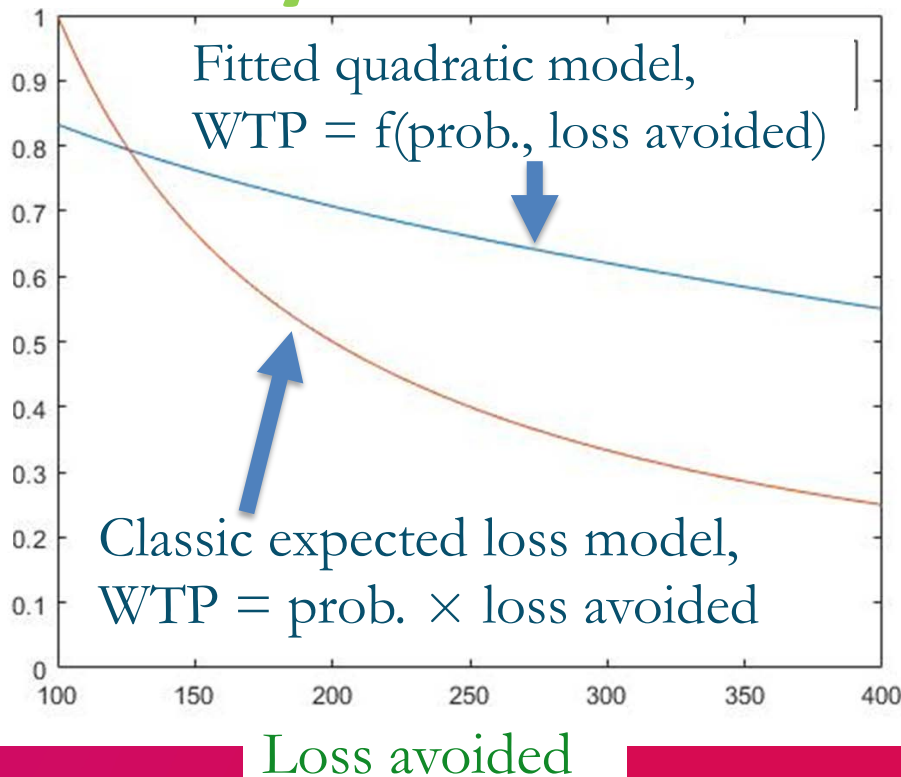 1
0.9
0.8
0.7
0.6
0.5
0.4
0.3
0.2
0.1
0
Fitted quadratic model,
WTP = f(prob., loss avoided)
Classic expected loss model,
WTP = prob. × loss avoided
100 150 200 250 300 350 400
Loss avoided